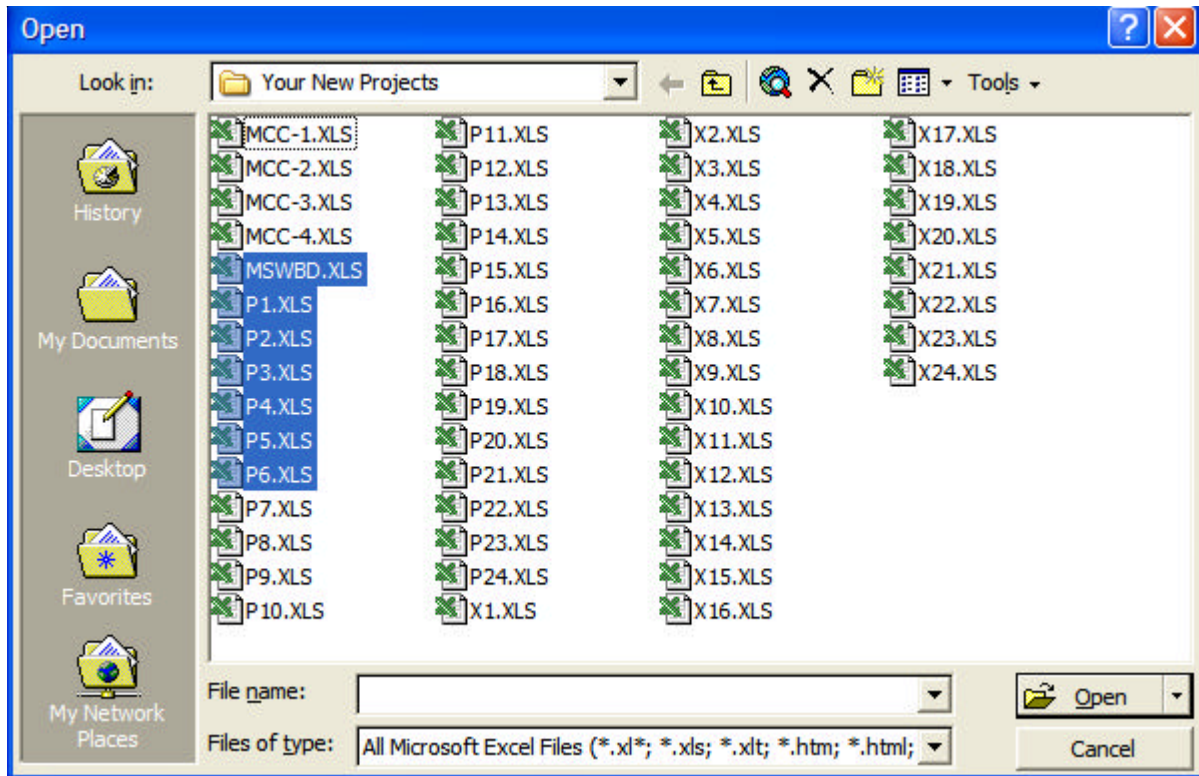 Open
Look in:
Your New Projects
Tools
History
My Documents
Desktop
Favorites
My Network
Places
MCC-1.XLS
MCC-2.XLS
MCC-3.XLS
MCC-4.XLS
MSWBD.XLS
P1.XLS
P2.XLS
P3.XLS
P4.XLS
P5.XLS
P6.XLS
P7.XLS
P8.XLS
P9.XLS
P10.XLS
P11.XLS
P12.XLS
P13.XLS
P14.XLS
P15.XLS
P16.XLS
P17.XLS
P18.XLS
P19.XLS
P20.XLS
P21.XLS
P22.XLS
P23.XLS
P24.XLS
X1.XLS
X2.XLS
X3.XLS
X4.XLS
X5.XLS
X6.XLS
X7.XLS
X8.XLS
X9.XLS
X10.XLS
X11.XLS
X12.XLS
X13.XLS
X14.XLS
X15.XLS
X16.XLS
X17.XLS
X18.XLS
X19.XLS
X20.XLS
X21.XLS
X22.XLS
X23.XLS
X24.XLS
File name:
Open
Files of type:
All Microsoft Excel Files (*.xl*; *.xls; *.xlt; *.htm; *.html;
Cancel